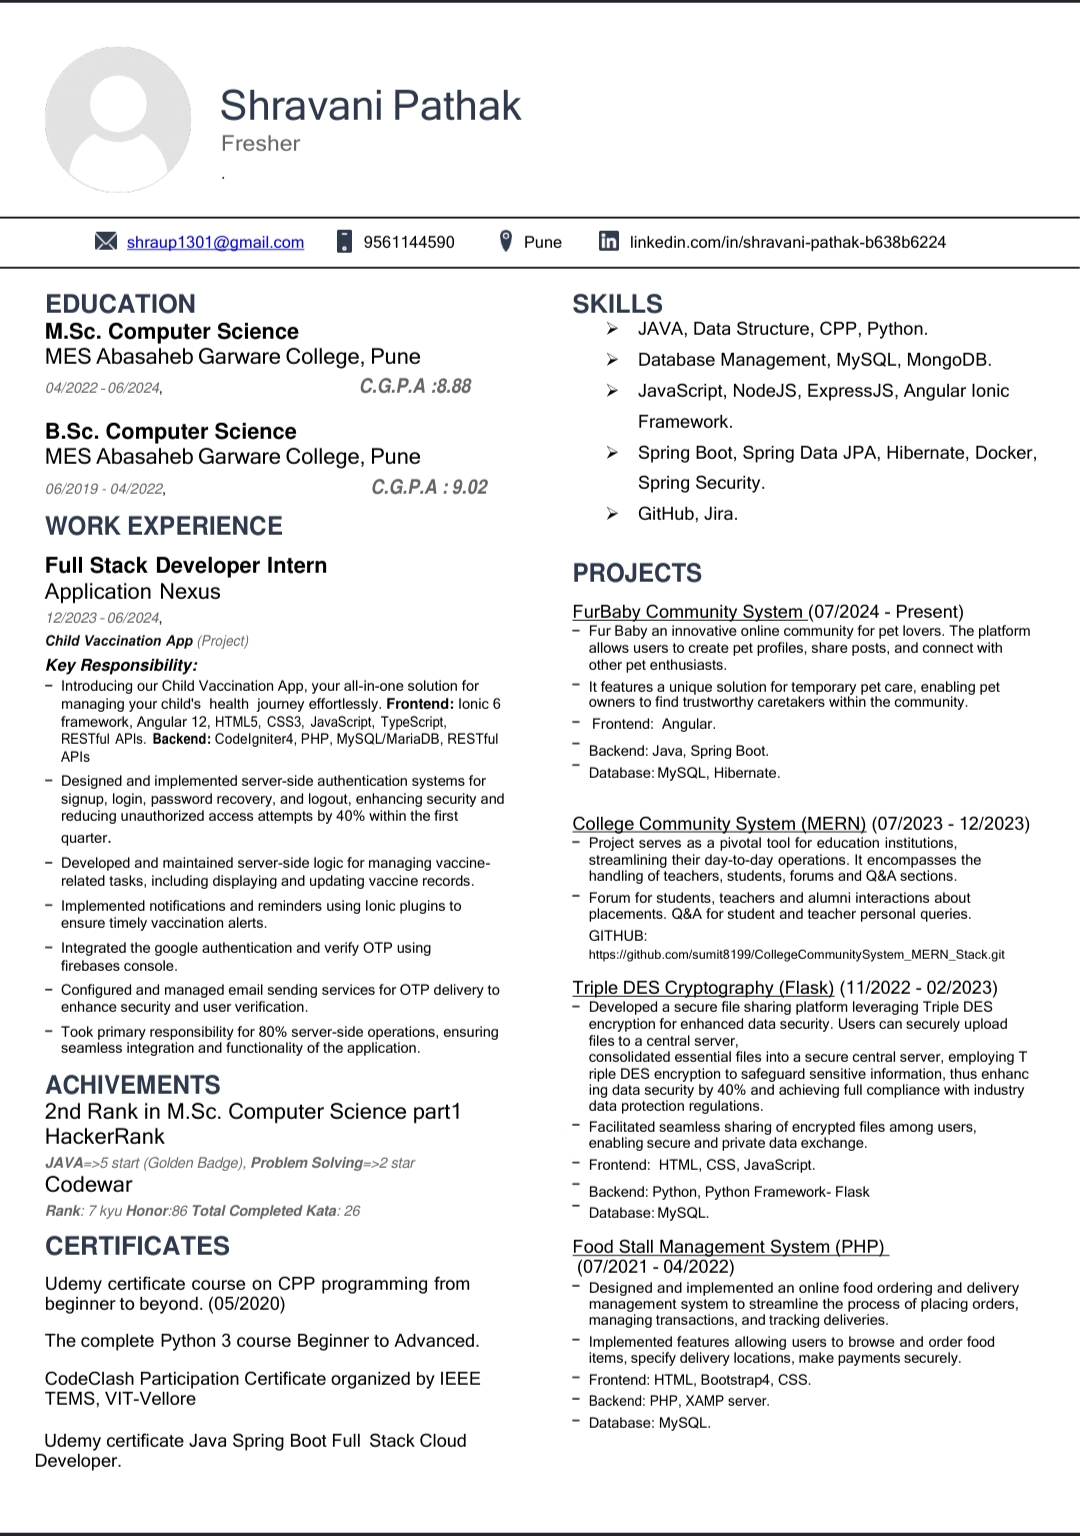 Shravani Pathak
Fresher
.
shraup1301@gmail.com 9561144590 Pune linkedin.com/in/shravani-pathak-b638b6224
EDUCATION
M.Sc. Computer Science
MES Abasaheb Garware College, Pune
04/2022 - 06/2024, C.G.P.A :8.88
B.Sc. Computer Science
MES Abasaheb Garware College, Pune
06/2019 - 04/2022, C.G.P.A : 9.02
WORK EXPERIENCE
Full Stack Developer Intern
Application Nexus
12/2023 - 06/2024,
Child Vaccination App (Project)
Key Responsibility:
– Introducing our Child Vaccination App, your all-in-one solution for
managing your child's health journey effortlessly. Frontend: Ionic 6
framework, Angular 12, HTML5, CSS3, JavaScript, TypeScript,
RESTful APIs. Backend: CodeIgniter4, PHP, MySQL/MariaDB, RESTful
APIs
– Designed and implemented server-side authentication systems for
signup, login, password recovery, and logout, enhancing security and
reducing unauthorized access attempts by 40% within the first
quarter.
– Developed and maintained server-side logic for managing vaccine-
related tasks, including displaying and updating vaccine records.
– Implemented notifications and reminders using Ionic plugins to
ensure timely vaccination alerts.
– Integrated the google authentication and verify OTP using
firebases console.
– Configured and managed email sending services for OTP delivery to
enhance security and user verification.
– Took primary responsibility for 80% server-side operations, ensuring
seamless integration and functionality of the application.
ACHIVEMENTS
2nd Rank in M.Sc. Computer Science part1
HackerRank
JAVA=>5 start (Golden Badge), Problem Solving=>2 star
Codewar
Rank: 7 kyu Honor:86 Total Completed Kata: 26
CERTIFICATES
Udemy certificate course on CPP programming from
beginner to beyond. (05/2020)
The complete Python 3 course Beginner to Advanced.
CodeClash Participation Certificate organized by IEEE
TEMS, VIT-Vellore
Udemy certificate Java Spring Boot Full Stack Cloud
Developer.
SKILLS
➢ JAVA, Data Structure, CPP, Python.
➢ Database Management, MySQL, MongoDB.
➢ JavaScript, NodeJS, ExpressJS, Angular Ionic
Framework.
➢ Spring Boot, Spring Data JPA, Hibernate, Docker,
Spring Security.
➢ GitHub, Jira.
PROJECTS
FurBaby Community System (07/2024 - Present)
– Fur Baby an innovative online community for pet lovers. The platform
allows users to create pet profiles, share posts, and connect with
other pet enthusiasts.
– It features a unique solution for temporary pet care, enabling pet
owners to find trustworthy caretakers within the community.
– Frontend: Angular.
– Backend: Java, Spring Boot.
– Database: MySQL, Hibernate.
College Community System (MERN) (07/2023 - 12/2023)
– Project serves as a pivotal tool for education institutions,
streamlining their day-to-day operations. It encompasses the
handling of teachers, students, forums and Q&A sections.
– Forum for students, teachers and alumni interactions about
placements. Q&A for student and teacher personal queries.
GITHUB:
https://github.com/sumit8199/CollegeCommunitySystem_MERN_Stack.git
Triple DES Cryptography (Flask) (11/2022 - 02/2023)
– Developed a secure file sharing platform leveraging Triple DES
encryption for enhanced data security. Users can securely upload
files to a central server,
consolidated essential files into a secure central server, employing T
riple DES encryption to safeguard sensitive information, thus enhanc
ing data security by 40% and achieving full compliance with industry
data protection regulations.
– Facilitated seamless sharing of encrypted files among users,
enabling secure and private data exchange.
– Frontend: HTML, CSS, JavaScript.
– Backend: Python, Python Framework- Flask
– Database: MySQL.
Food Stall Management System (PHP)
(07/2021 - 04/2022)
– Designed and implemented an online food ordering and delivery
management system to streamline the process of placing orders,
managing transactions, and tracking deliveries.
– Implemented features allowing users to browse and order food
items, specify delivery locations, make payments securely.
– Frontend: HTML, Bootstrap4, CSS.
– Backend: PHP, XAMP server.
– Database: MySQL.